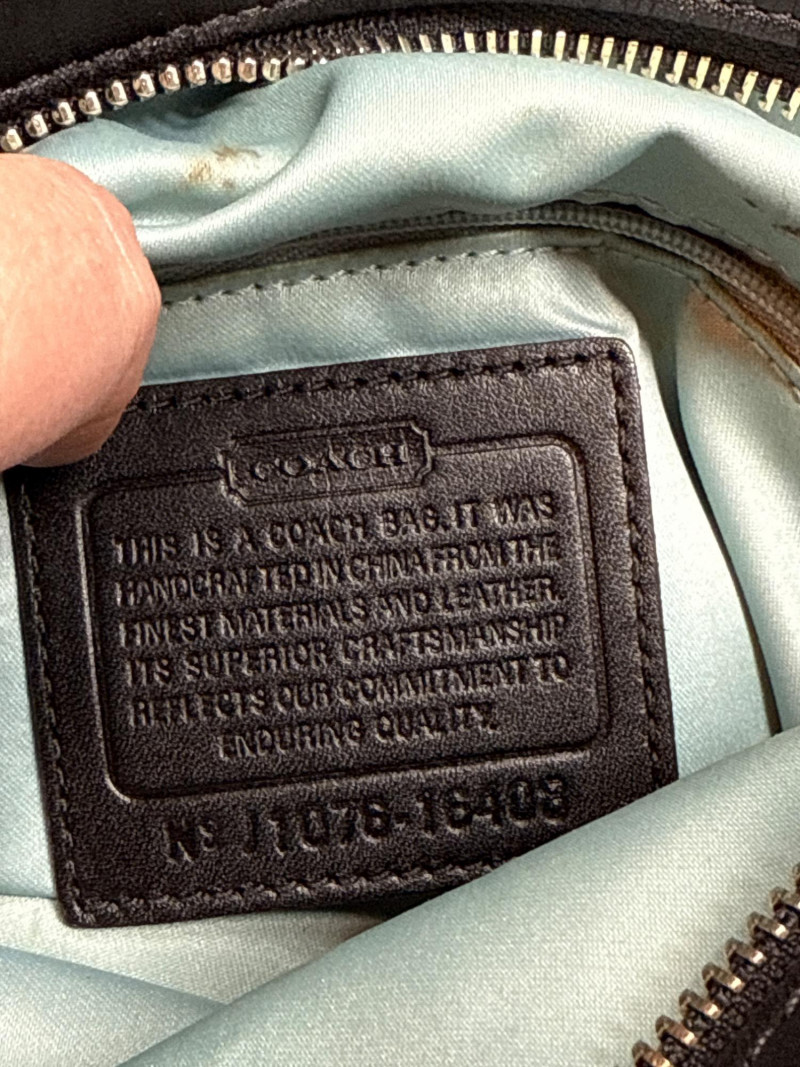 COACH
THIS IS A COACH BAG. IT WAS
HANDCRAFTED IN CHINA FROM THE
FINEST MATERIALS AND LEATHER.
ITS SUPERIOR CRAFTSMANSHIP
REFLECTS OUR COMMITMENT TO
ENDURING QUALITY.
Nº J1076-16408